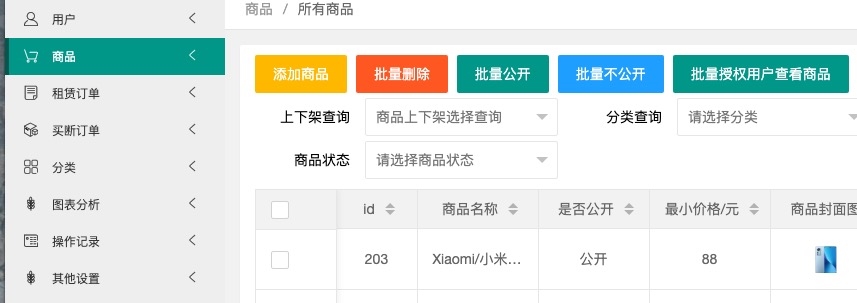 用户
商品
租赁订单
买断订单
分类
图表分析
操作记录
其他设置
商品 / 所有商品
添加商品 批量删除 批量公开 批量不公开 批量授权用户查看商品
上下架查询 商品上下架选择查询 分类查询 请选择分类
商品状态 请选择商品状态
id 商品名称 是否公开 最小价格/元 商品封面图
203 Xiaomi/小米... 公开 88